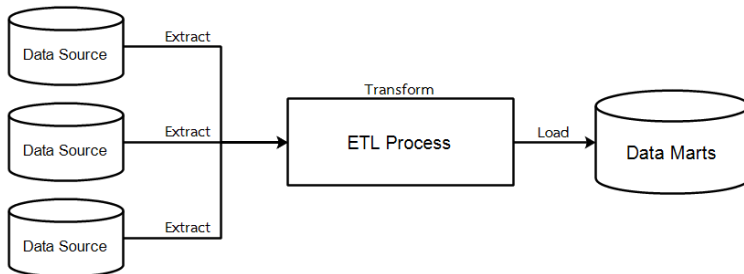 Data Source
Extract
Data Source
Extract
Data Source
Extract
Transform
ETL Process
Load
Data Marts